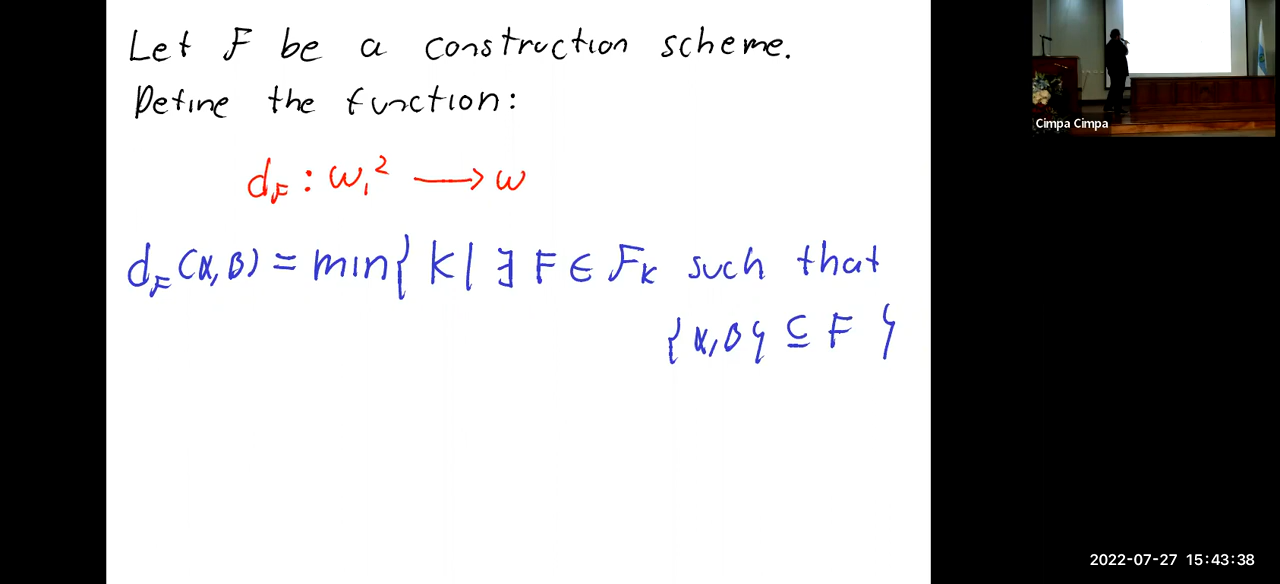 Let F be a construction scheme.
Define the function:
d_F : ω₁² ⟶ ω
d_F(α, β) = min{ k | ∃ F ∈ F_k such that
{α, β} ⊆ F }
Cimpa Cimpa
2022-07-27 15:43:38